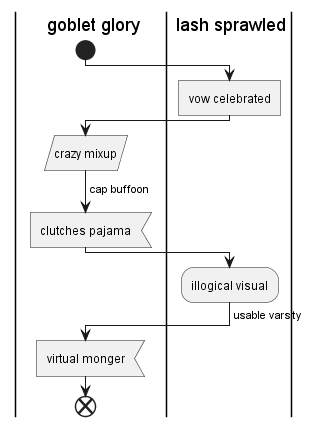 goblet glory
lash sprawled
vow celebrated
crazy mixup
cap buffoon
clutches pajama
illogical visual
usable varsity
virtual monger